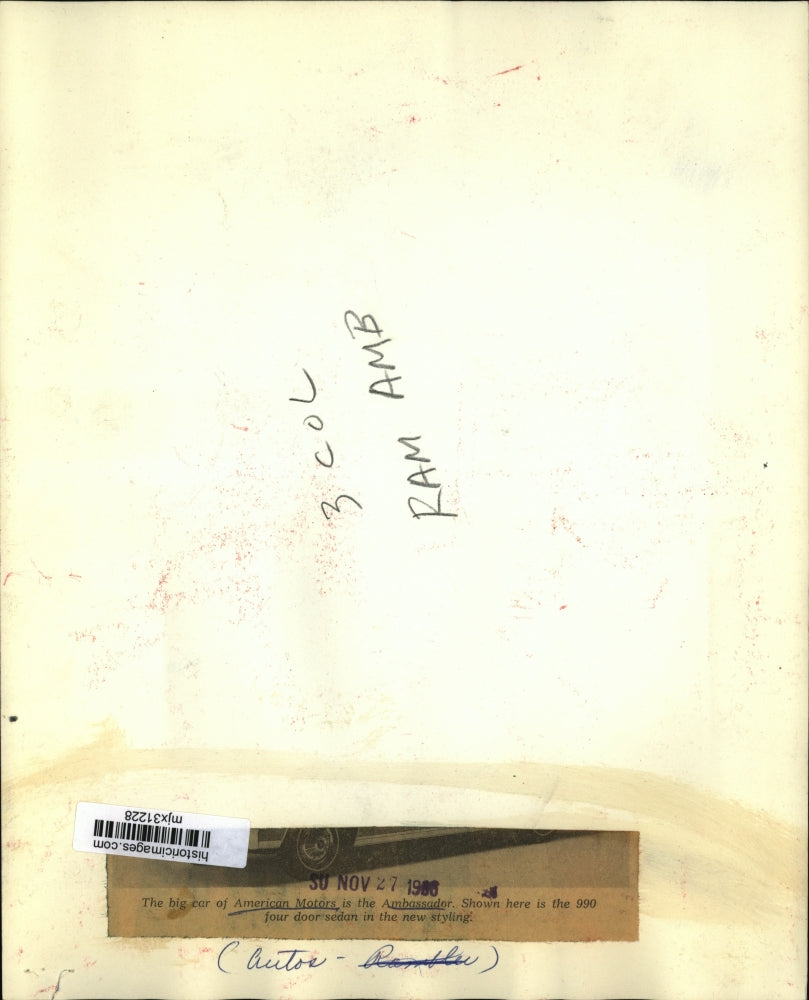 3 COL
RAM AMB
historicimages.com
mjx31228
SU NOV 27 1966
The big car of American Motors is the Ambassador. Shown here is the 990
four door sedan in the new styling.
(Autos - Rambler)